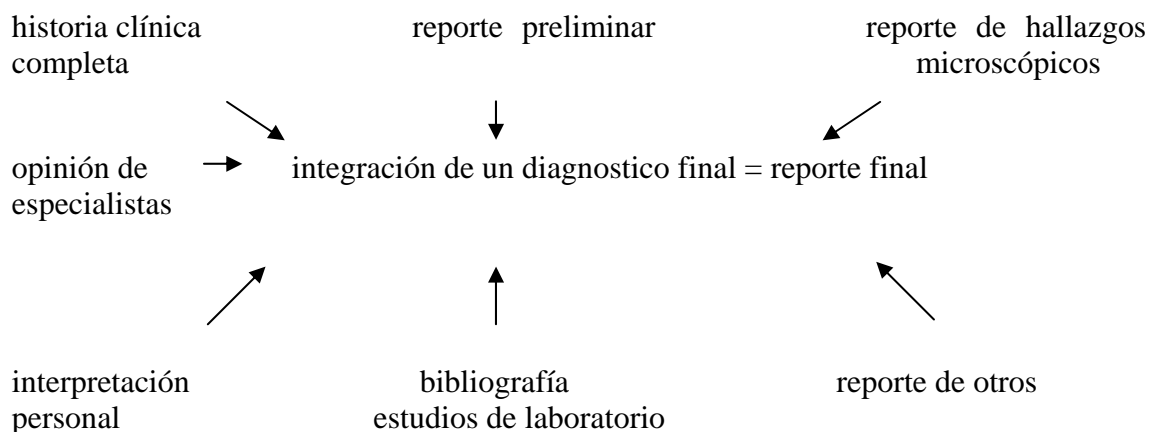 historia clínica
completa
reporte preliminar
reporte de hallazgos
microscópicos
opinión de
especialistas
integración de un diagnostico final = reporte final
interpretación
personal
bibliografía
estudios de laboratorio
reporte de otros